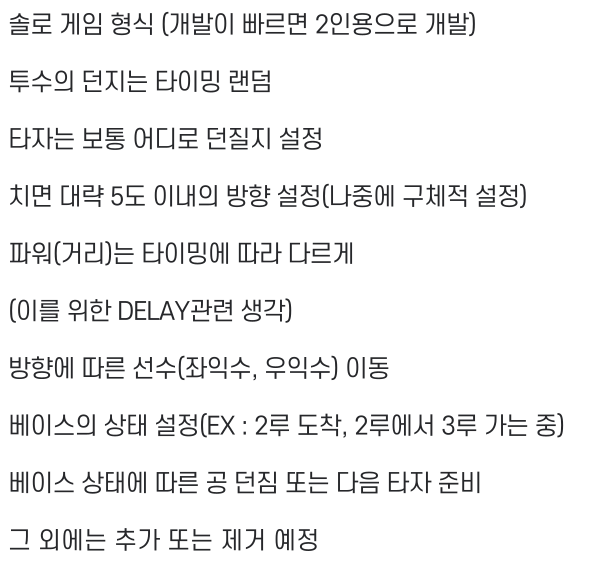 솔로 게임 형식 (개발이 빠르면 2인용으로 개발)
투수의 던지는 타이밍 랜덤
타자는 보통 어디로 던질지 설정
치면 대략 5도 이내의 방향 설정(나중에 구체적 설정)
파워(거리)는 타이밍에 따라 다르게
(이를 위한 DELAY관련 생각)
방향에 따른 선수(좌익수, 우익수) 이동
베이스의 상태 설정(EX : 2루 도착, 2루에서 3루 가는 중)
베이스 상태에 따른 공 던짐 또는 다음 타자 준비
그 외에는 추가 또는 제거 예정